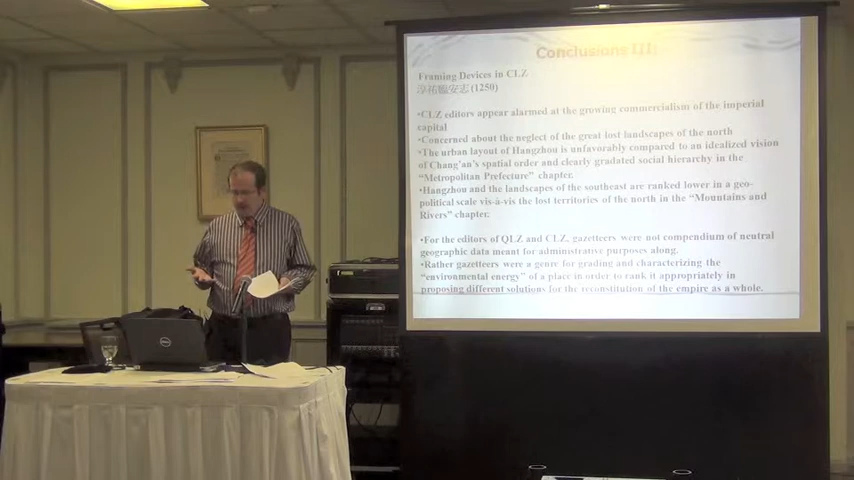 Conclusions III
Framing Devices in CLZ
淳祐臨安志 (1250)
•CLZ editors appear alarmed at the growing commercialism of the imperial
capital
•Concerned about the neglect of the great lost landscapes of the north
•The urban layout of Hangzhou is unfavorably compared to an idealized vision
of Chang'an's spatial order and clearly gradated social hierarchy in the
"Metropolitan Prefecture" chapter.
•Hangzhou and the landscapes of the southeast are ranked lower in a geo-
political scale vis-à-vis the lost territories of the north in the "Mountains and
Rivers" chapter.
•For the editors of QLZ and CLZ, gazetteers were not compendium of neutral
geographic data meant for administrative purposes along.
•Rather gazetteers were a genre for grading and characterizing the
"environmental energy" of a place in order to rank it appropriately in
proposing different solutions for the reconstitution of the empire as a whole.
DELL